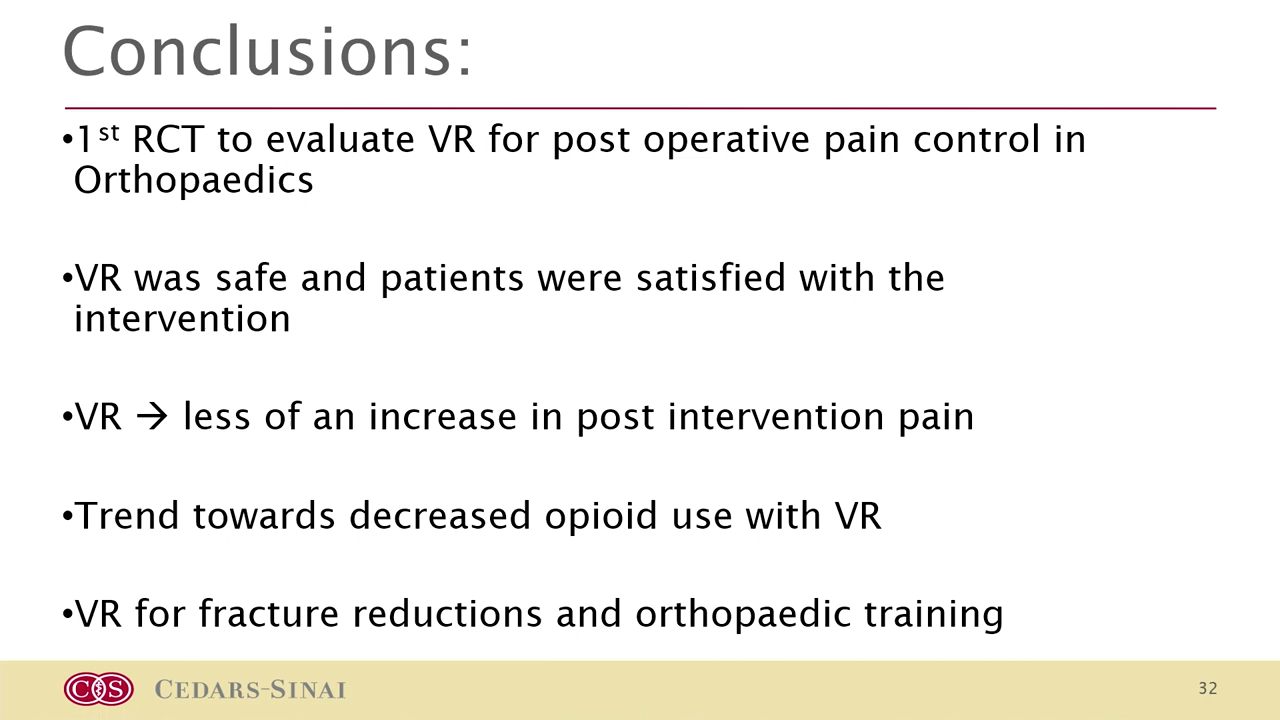 Conclusions:
•1st RCT to evaluate VR for post operative pain control in
Orthopaedics
•VR was safe and patients were satisfied with the
intervention
•VR → less of an increase in post intervention pain
•Trend towards decreased opioid use with VR
•VR for fracture reductions and orthopaedic training
CS CEDARS-SINAI
32